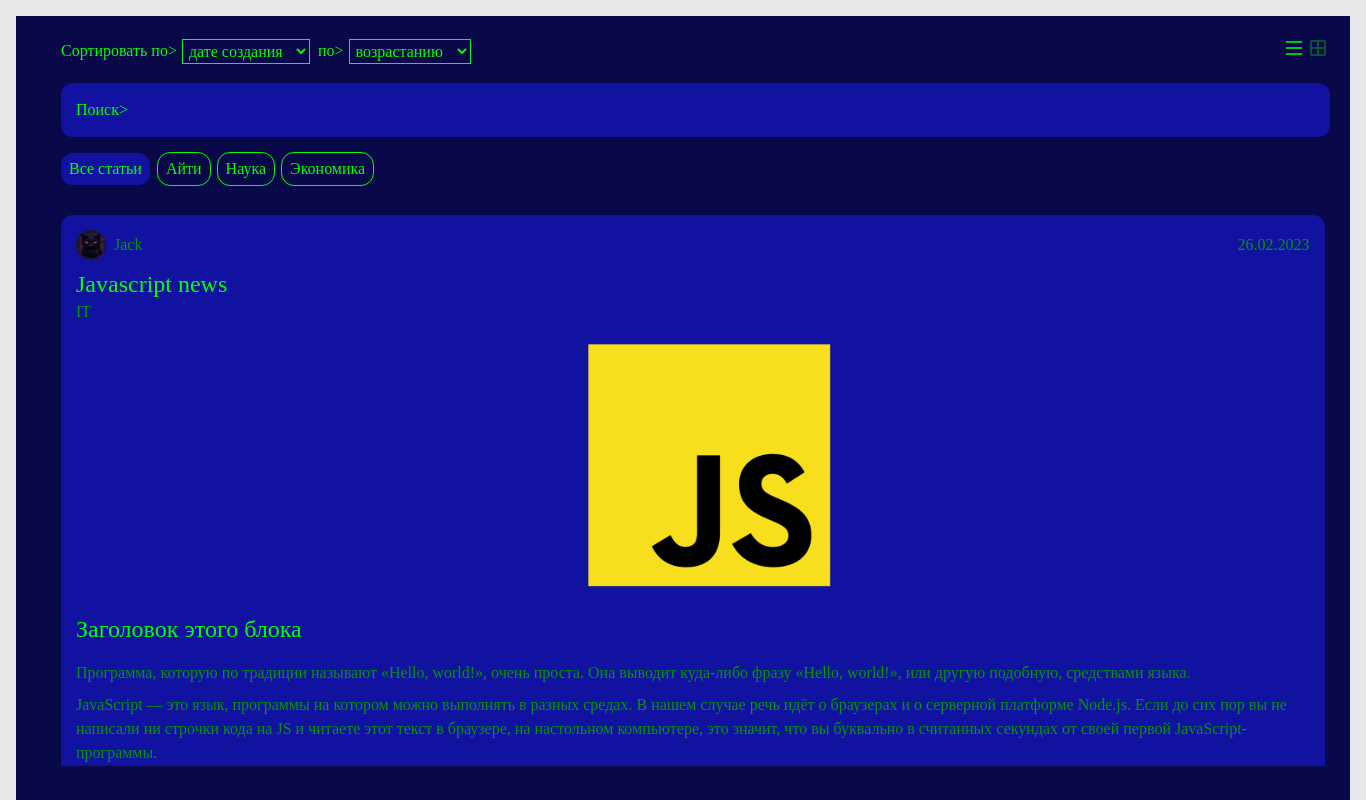 Сортировать по> дате создания по> возрастанию
Поиск>
Все статьи Айти Наука Экономика
Jack 26.02.2023
Javascript news
IT
JS
Заголовок этого блока
Программа, которую по традиции называют «Hello, world!», очень проста. Она выводит куда-либо фразу «Hello, world!», или другую подобную, средствами языка.
JavaScript — это язык, программы на котором можно выполнять в разных средах. В нашем случае речь идёт о браузерах и о серверной платформе Node.js. Если до сих пор вы не
написали ни строчки кода на JS и читаете этот текст в браузере, на настольном компьютере, это значит, что вы буквально в считанных секундах от своей первой JavaScript-
программы.